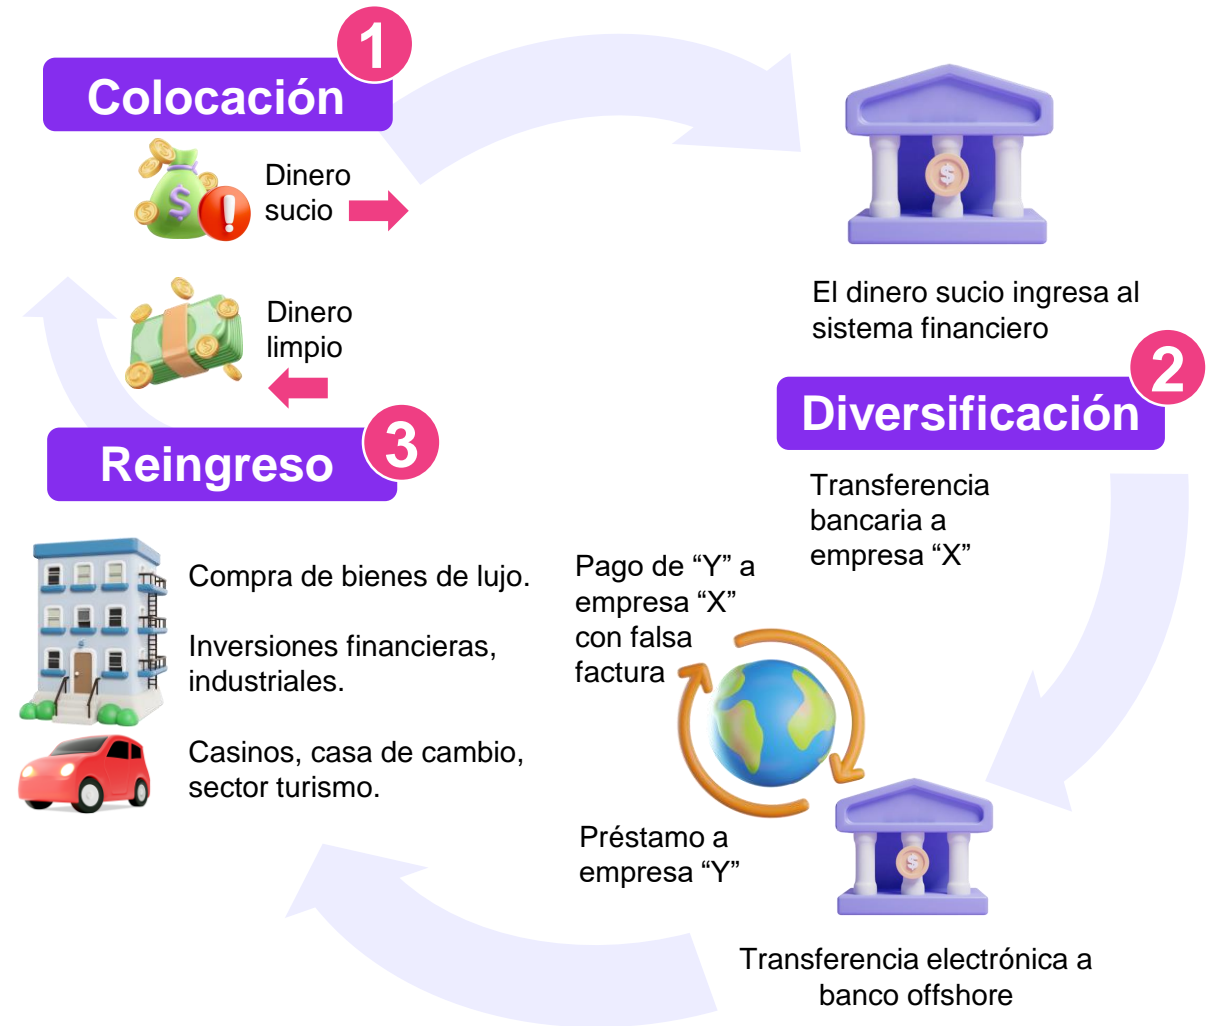 1
Colocación
Dinero
sucio
El dinero sucio ingresa al
sistema financiero
2
Diversificación
Transferencia
bancaria a
empresa “X”
Pago de “Y” a
empresa “X”
con falsa
factura
Préstamo a
empresa “Y”
Transferencia electrónica a
banco offshore
Dinero
limpio
3
Reingreso
Compra de bienes de lujo.
Inversiones financieras,
industriales.
Casinos, casa de cambio,
sector turismo.